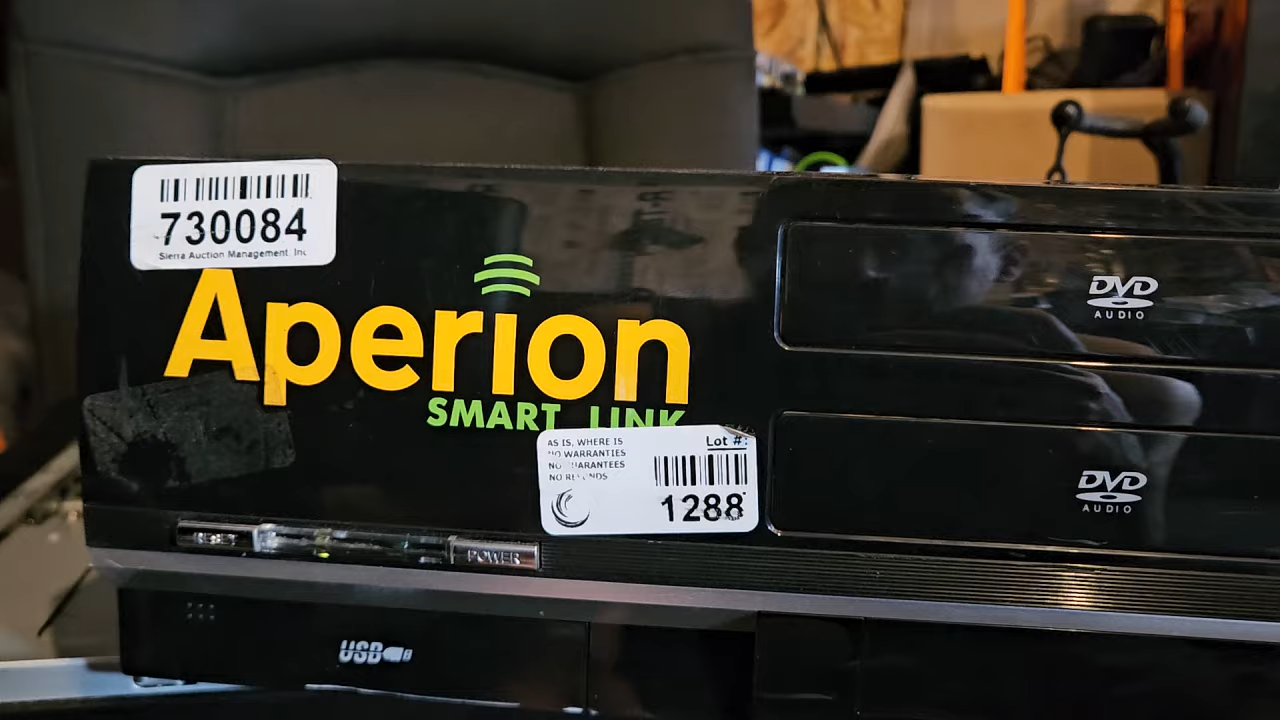 730084
Sierra Auction Management, Inc
Aperion
SMART LINK
AS IS, WHERE IS
NO WARRANTIES
NO GUARANTEES
NO REFUNDS
Lot #:
1288
DVD
AUDIO
DVD
AUDIO
POWER
USB